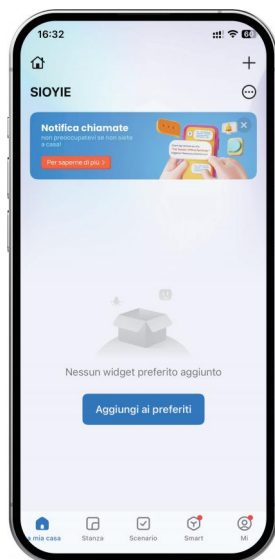 16:32
SIOYIE
Notifica chiamate
non preoccupatevi se non siete
a casa!
Per saperne di più >
Nessun widget preferito aggiunto
Aggiungi ai preferiti
a mia casa
Stanza
Scenario
Smart
Mi